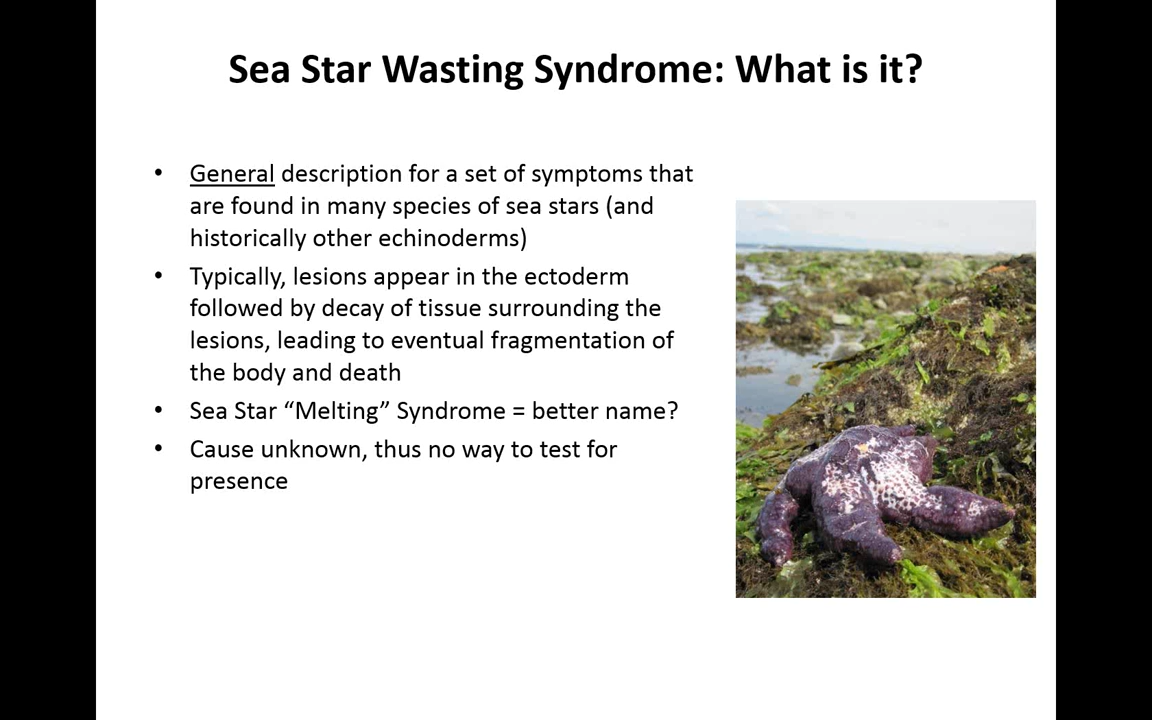 Sea Star Wasting Syndrome: What is it?
• General description for a set of symptoms that
are found in many species of sea stars (and
historically other echinoderms)
• Typically, lesions appear in the ectoderm
followed by decay of tissue surrounding the
lesions, leading to eventual fragmentation of
the body and death
• Sea Star “Melting” Syndrome = better name?
• Cause unknown, thus no way to test for
presence